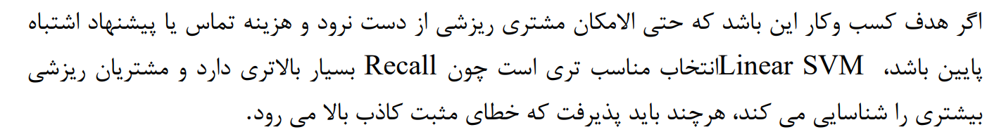 اگر هدف کسب وکار این باشد که حتی الامکان مشتری ریزشی از دست نرود و هزینه تماس یا پیشنهاد اشتباه
پایین باشد، Linear SVMانتخاب مناسب تری است چون Recall بسیار بالاتری دارد و مشتریان ریزشی
بیشتری را شناسایی می کند، هرچند باید پذیرفت که خطای مثبت کاذب بالا می رود.